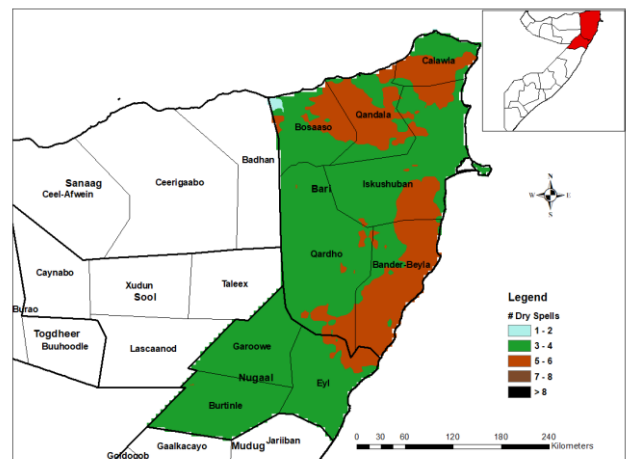 Calawla
Bosaaso
Qandala
Badhan
Sanaag
Ceerigaabo
Ceel-Afwein
Bari
Iskushuban
N
W
E
S
Qardho
Bander-Beyla
Caynabo
Xudun
Taleex
Sool
Burao
Togdheer
Buuhoodle
Lascaanod
Garoowe
Nugaal
Eyl
Burtinle
Gaalkacayo
Mudug
Jariiban
Goldogob
Legend
# Dry Spells
1 - 2
3 - 4
5 - 6
7 - 8
> 8
0 30 60 120 180 240
Kilometers